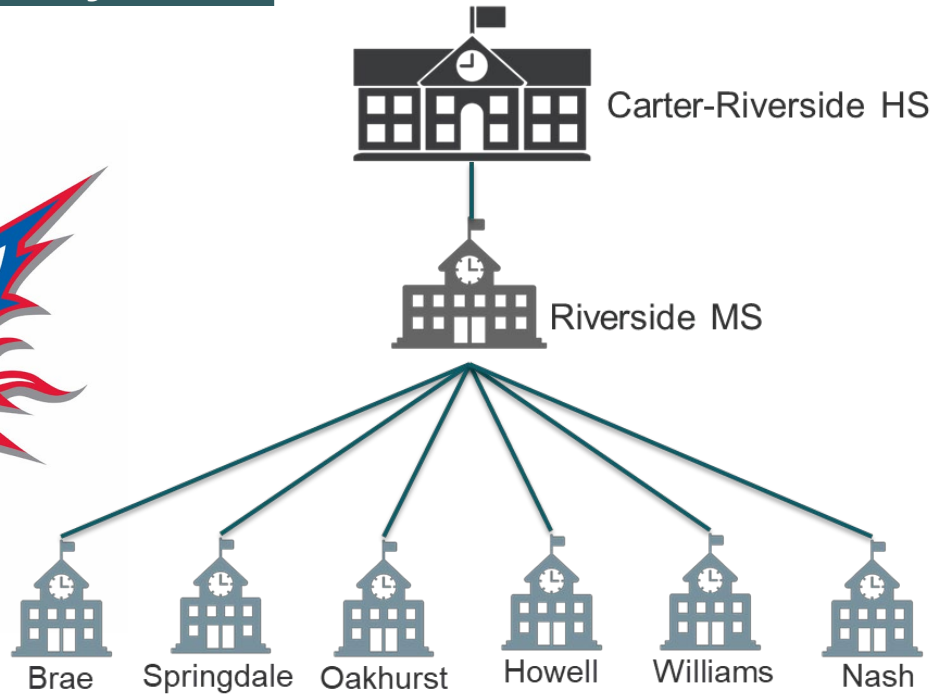 Carter-Riverside HS
Riverside MS
Brae
Springdale
Oakhurst
Howell
Williams
Nash